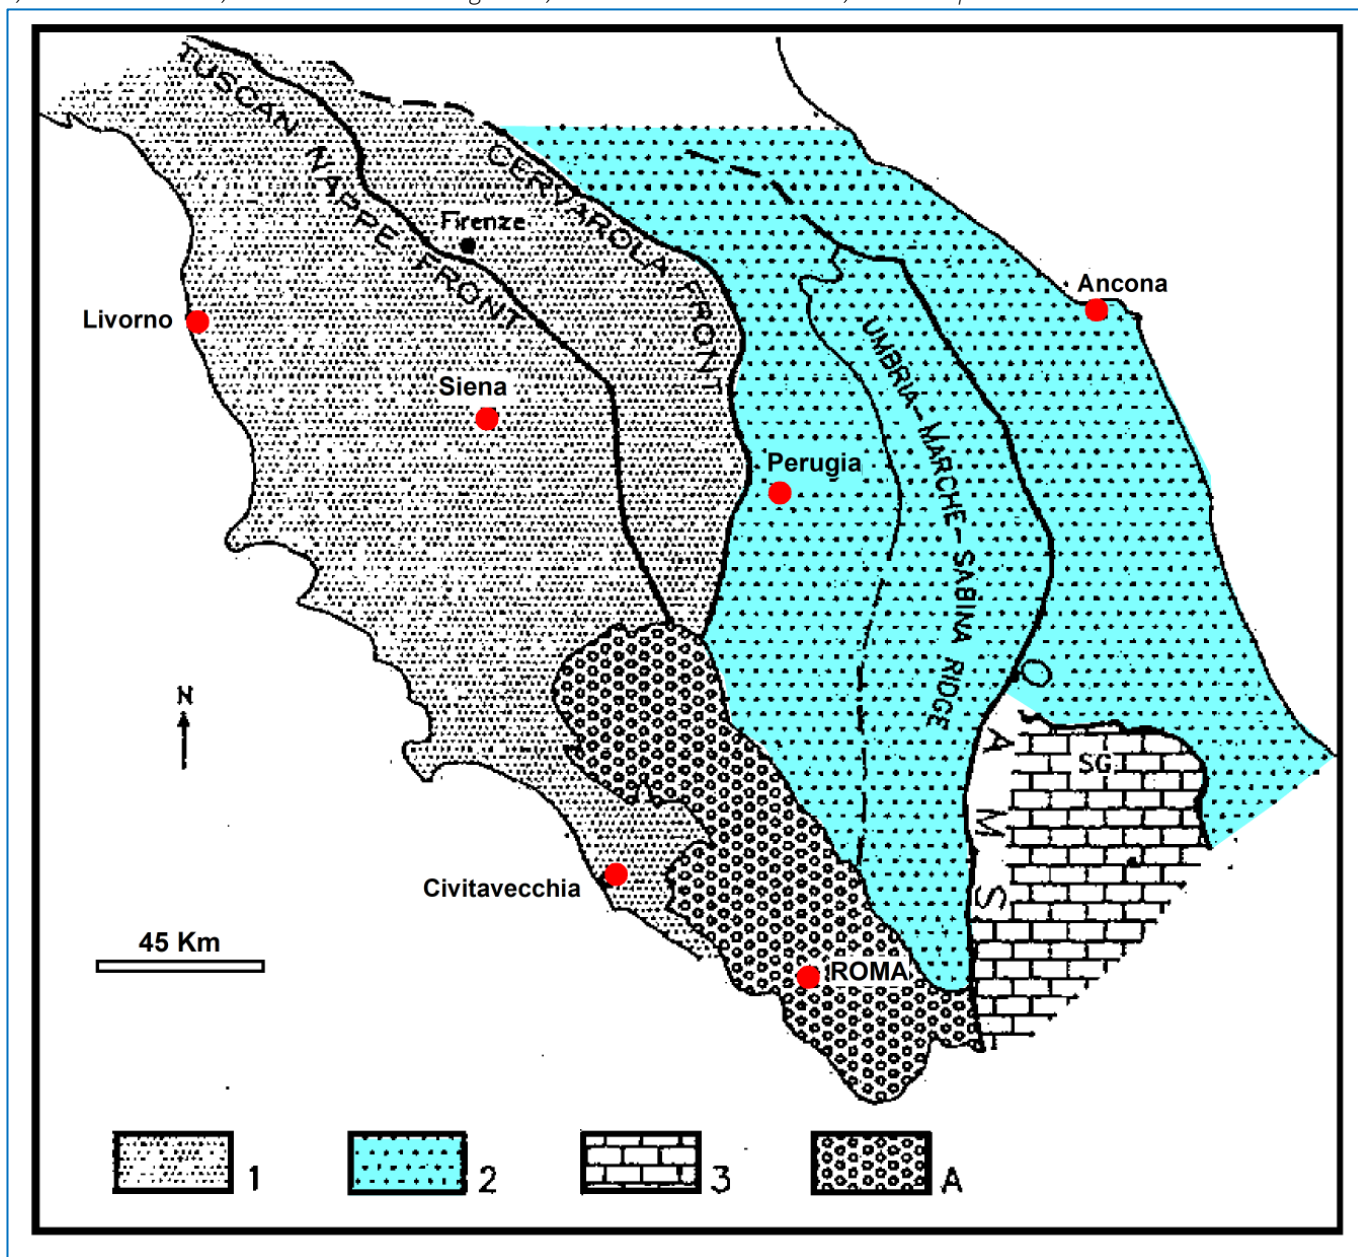 TUSCAN NAPPE FRONT
CERVAROLA FRONT
Firenze
Livorno
Siena
Ancona
UMBRIA-MARCHE-SABINA RIDGE
Perugia
N
O
A
M
S
SG
Civitavecchia
45 Km
ROMA
1
2
3
A